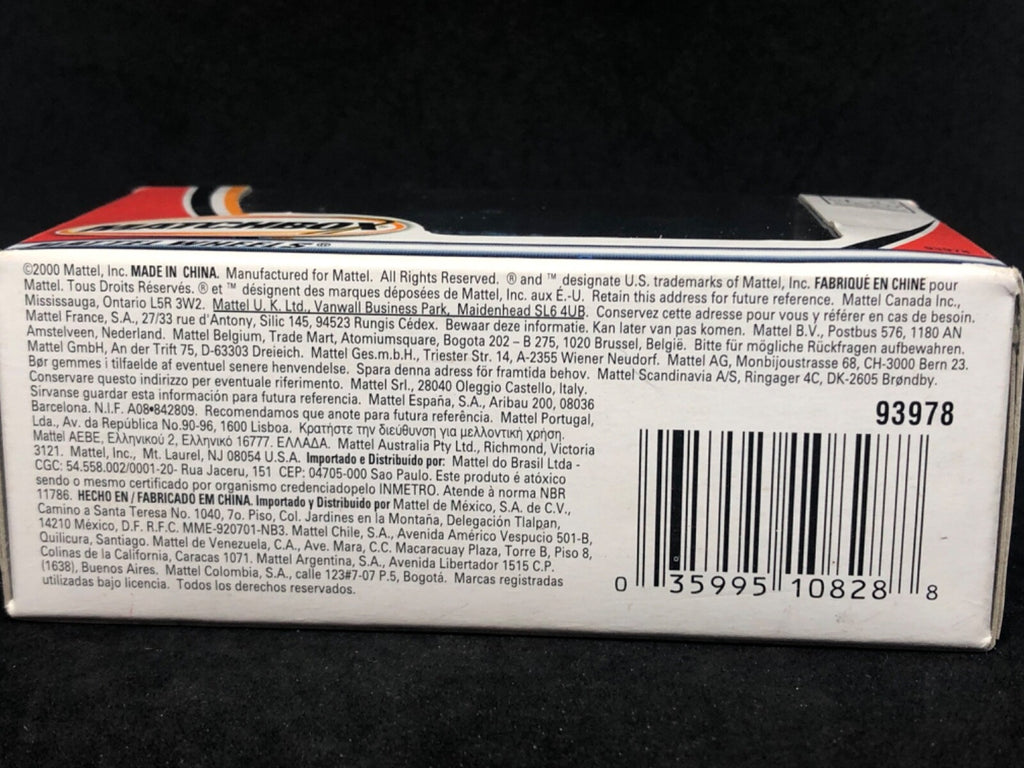 MATCHBOX
MATTEL WHEELS®
93978
©2000 Mattel, Inc. MADE IN CHINA. Manufactured for Mattel. All Rights Reserved. ® and ™ designate U.S. trademarks of Mattel, Inc. FABRIQUÉ EN CHINE pour
Mattel. Tous Droits Réservés. ® et ™ désignent des marques déposées de Mattel, Inc. aux É.-U. Retain this address for future reference. Mattel Canada Inc.,
Mississauga, Ontario L5R 3W2. Mattel U.K. Ltd., Vanwall Business Park, Maidenhead SL6 4UB. Conservez cette adresse pour vous y référer en cas de besoin.
Mattel France, S.A., 27/33 rue d'Antony, Silic 145, 94523 Rungis Cédex. Bewaar deze informatie. Kan later van pas komen. Mattel B.V., Postbus 576, 1180 AN
Amstelveen, Nederland. Mattel Belgium, Trade Mart, Atomiumsquare, Bogota 202 – B 275, 1020 Brussel, België. Bitte für mögliche Rückfragen aufbewahren.
Mattel GmbH, An der Trift 75, D-63303 Dreieich. Mattel Ges.m.b.H., Triester Str. 14, A-2355 Wiener Neudorf. Mattel AG, Monbijoustrasse 68, CH-3000 Bern 23.
Bør gemmes i tilfælde af eventuel senere henvendelse. Spara denna adress för framtida behov. Mattel Scandinavia A/S, Ringager 4C, DK-2605 Brøndby.
Conservare questo indirizzo per eventuale riferimento. Mattel Srl., 28040 Oleggio Castello, Italy.
Sirvanse guardar esta información para futura referencia. Mattel España, S.A., Aribau 200, 08036
Barcelona. N.I.F. A08•842809. Recomendamos que anote para futura referência. Mattel Portugal,
Lda., Av. da República No.90-96, 1600 Lisboa. Κρατήστε την διεύθυνση για μελλοντική χρήση.
Mattel AEBE, Ελληνικού 2, Ελληνικό 16777. ΕΛΛΑΔΑ. Mattel Australia Pty Ltd., Richmond, Victoria
3121. Mattel, Inc., Mt. Laurel, NJ 08054 U.S.A. Importado e Distribuido por: Mattel do Brasil Ltda -
CGC: 54.558.002/0001-20- Rua Jaceru, 151 CEP: 04705-000 Sao Paulo. Este produto é atóxico
sendo o mesmo certificado por organismo credenciadopelo INMETRO. Atende à norma NBR
11786. HECHO EN / FABRICADO EM CHINA. Importado y Distribuido por Mattel de México, S.A. de C.V.,
Camino a Santa Teresa No. 1040, 7o. Piso, Col. Jardines en la Montaña, Delegación Tlalpan,
14210 México, D.F. R.F.C. MME-920701-NB3. Mattel Chile, S.A., Avenida Américo Vespucio 501-B,
Quilicura, Santiago. Mattel de Venezuela, C.A., Ave. Mara, C.C. Macaracuay Plaza, Torre B, Piso 8,
Colinas de la California, Caracas 1071. Mattel Argentina, S.A., Avenida Libertador 1515 C.P.
(1638), Buenos Aires. Mattel Colombia, S.A., calle 123#7-07 P.5, Bogotá. Marcas registradas
utilizadas bajo licencia. Todos los derechos reservados.
93978
0 35995 10828 8